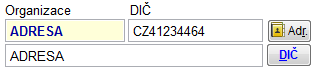 Organizace DIČ
ADRESA CZ41234464 Adr.
ADRESA DIČ